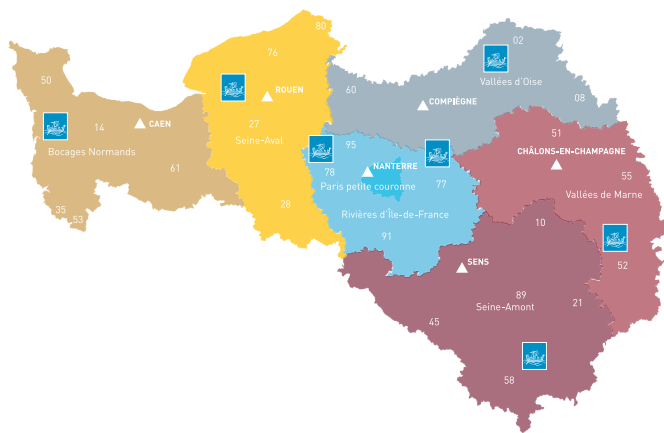 80
76
02
50
Vallées d'Oise
60
ROUEN
08
COMPIÈGNE
27
14
CAEN
51
Seine-Aval
95
Bocages Normands
CHÂLONS-EN-CHAMPAGNE
NANTERRE
61
78
55
Paris petite couronne
77
Vallées de Marne
28
35
Rivières d'Île-de-France
53
10
91
SENS
52
89
21
Seine-Amont
45
58